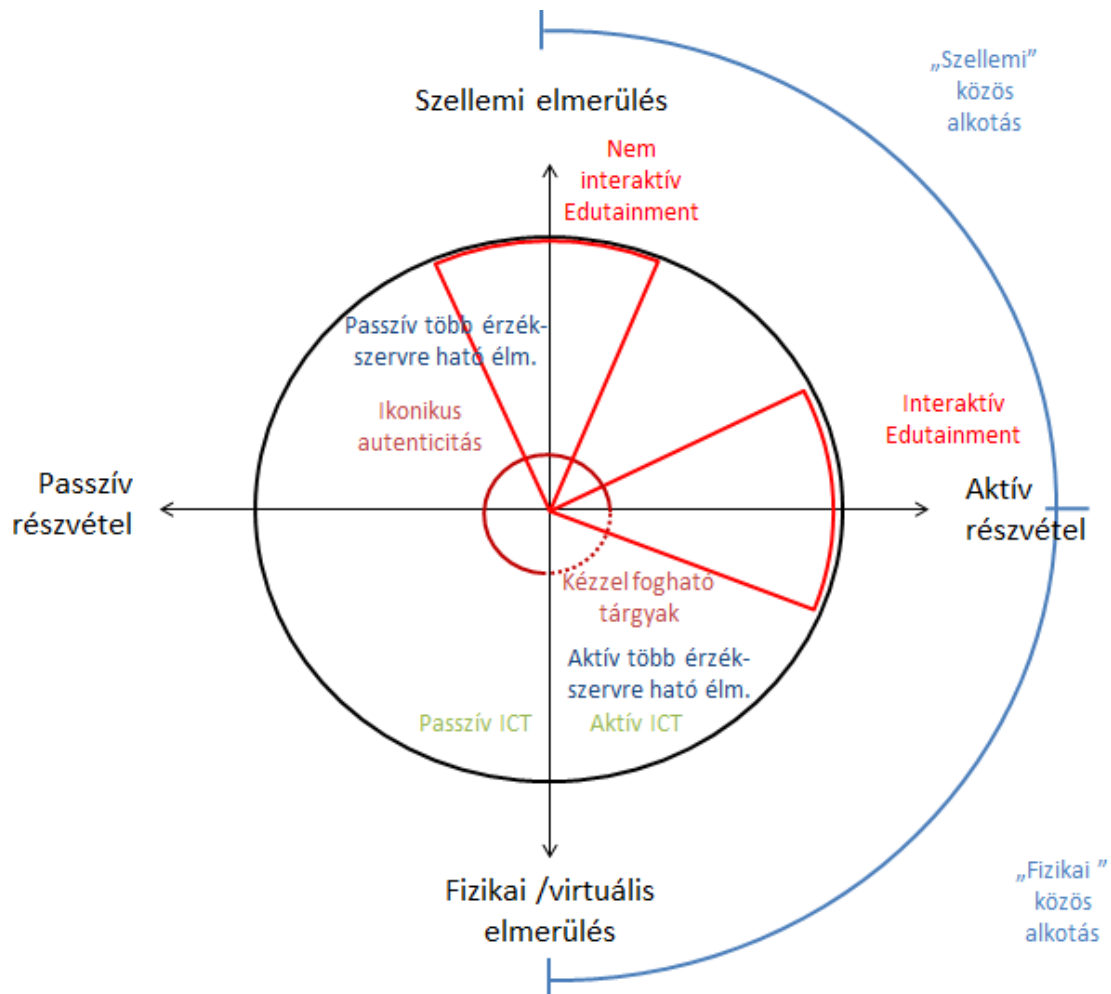 „Szellemi”
közös
alkotás
Szellemi elmerülés
Nem
interaktív
Edutainment
Passzív több érzék-
szervre ható élm.
Ikonikus
autenticitás
Interaktív
Edutainment
Passzív
részvétel
Aktív
részvétel
Kézzel fogható
tárgyak
Aktív több érzék-
szervre ható élm.
Passzív ICT
Aktív ICT
Fizikai /virtuális
elmerülés
„Fizikai ”
közös
alkotás